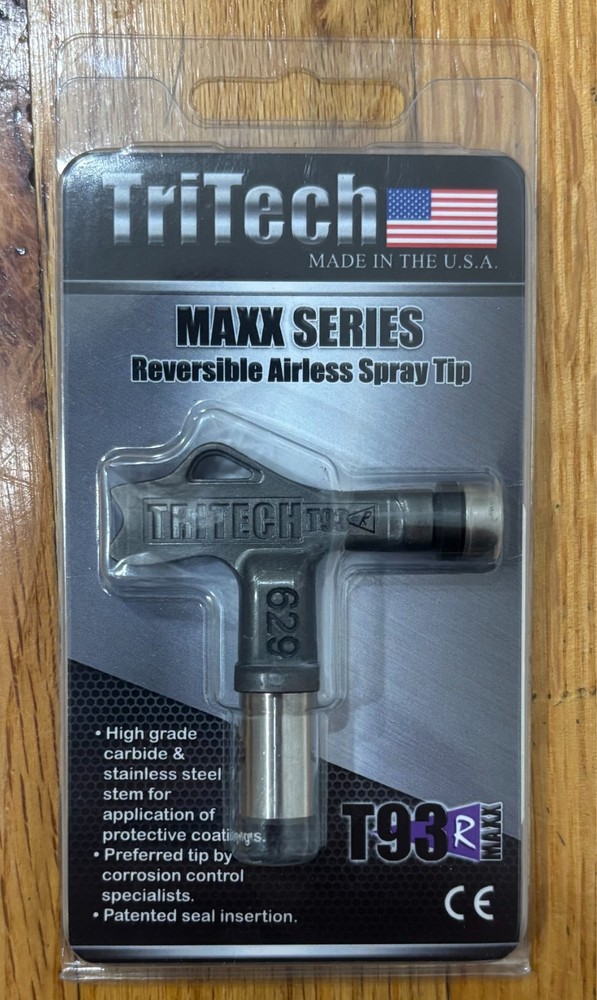 TriTech
MADE IN THE U.S.A.
MAXX SERIES
Reversible Airless Spray Tip
TRITECH T93 R
629
• High grade
carbide &
stainless steel
stem for
application of
protective coatings.
• Preferred tip by
corrosion control
specialists.
• Patented seal insertion.
T93 R MAXX
CE